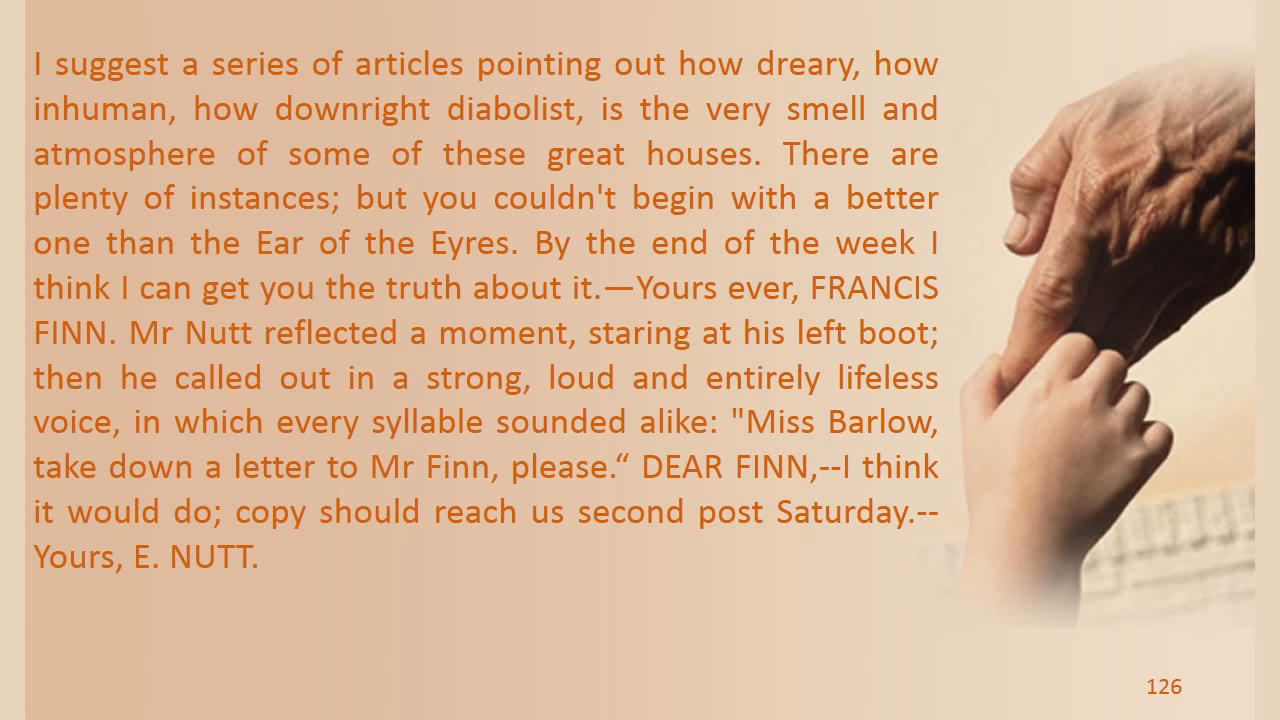 I suggest a series of articles pointing out how dreary, how
inhuman, how downright diabolist, is the very smell and
atmosphere of some of these great houses. There are
plenty of instances; but you couldn't begin with a better
one than the Ear of the Eyres. By the end of the week I
think I can get you the truth about it.—Yours ever, FRANCIS
FINN. Mr Nutt reflected a moment, staring at his left boot;
then he called out in a strong, loud and entirely lifeless
voice, in which every syllable sounded alike: "Miss Barlow,
take down a letter to Mr Finn, please.“ DEAR FINN,--I think
it would do; copy should reach us second post Saturday.--
Yours, E. NUTT.
126